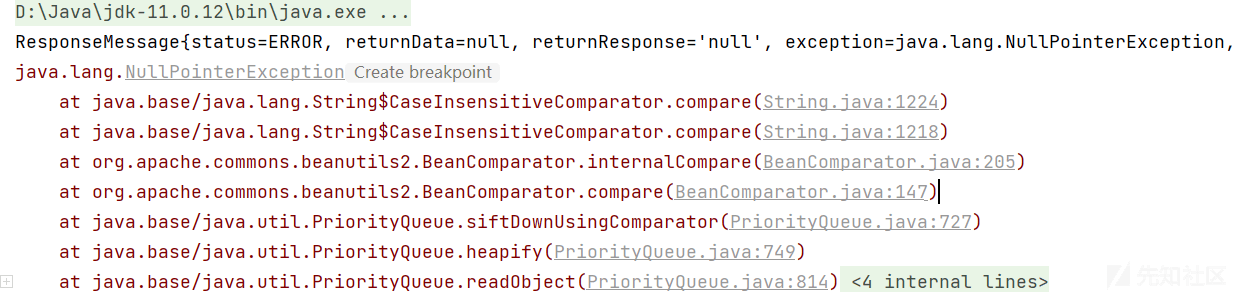 D:\Java\jdk-11.0.12\bin\java.exe ...
ResponseMessage{status=ERROR, returnData=null, returnResponse='null', exception=java.lang.NullPointerException,
java.lang.NullPointerException Create breakpoint
at java.base/java.lang.String$CaseInsensitiveComparator.compare(String.java:1224)
at java.base/java.lang.String$CaseInsensitiveComparator.compare(String.java:1218)
at org.apache.commons.beanutils2.BeanComparator.internalCompare(BeanComparator.java:205)
at org.apache.commons.beanutils2.BeanComparator.compare(BeanComparator.java:147)
at java.base/java.util.PriorityQueue.siftDownUsingComparator(PriorityQueue.java:727)
at java.base/java.util.PriorityQueue.heapify(PriorityQueue.java:749)
at java.base/java.util.PriorityQueue.readObject(PriorityQueue.java:814) <4 internal lines>
先知社区